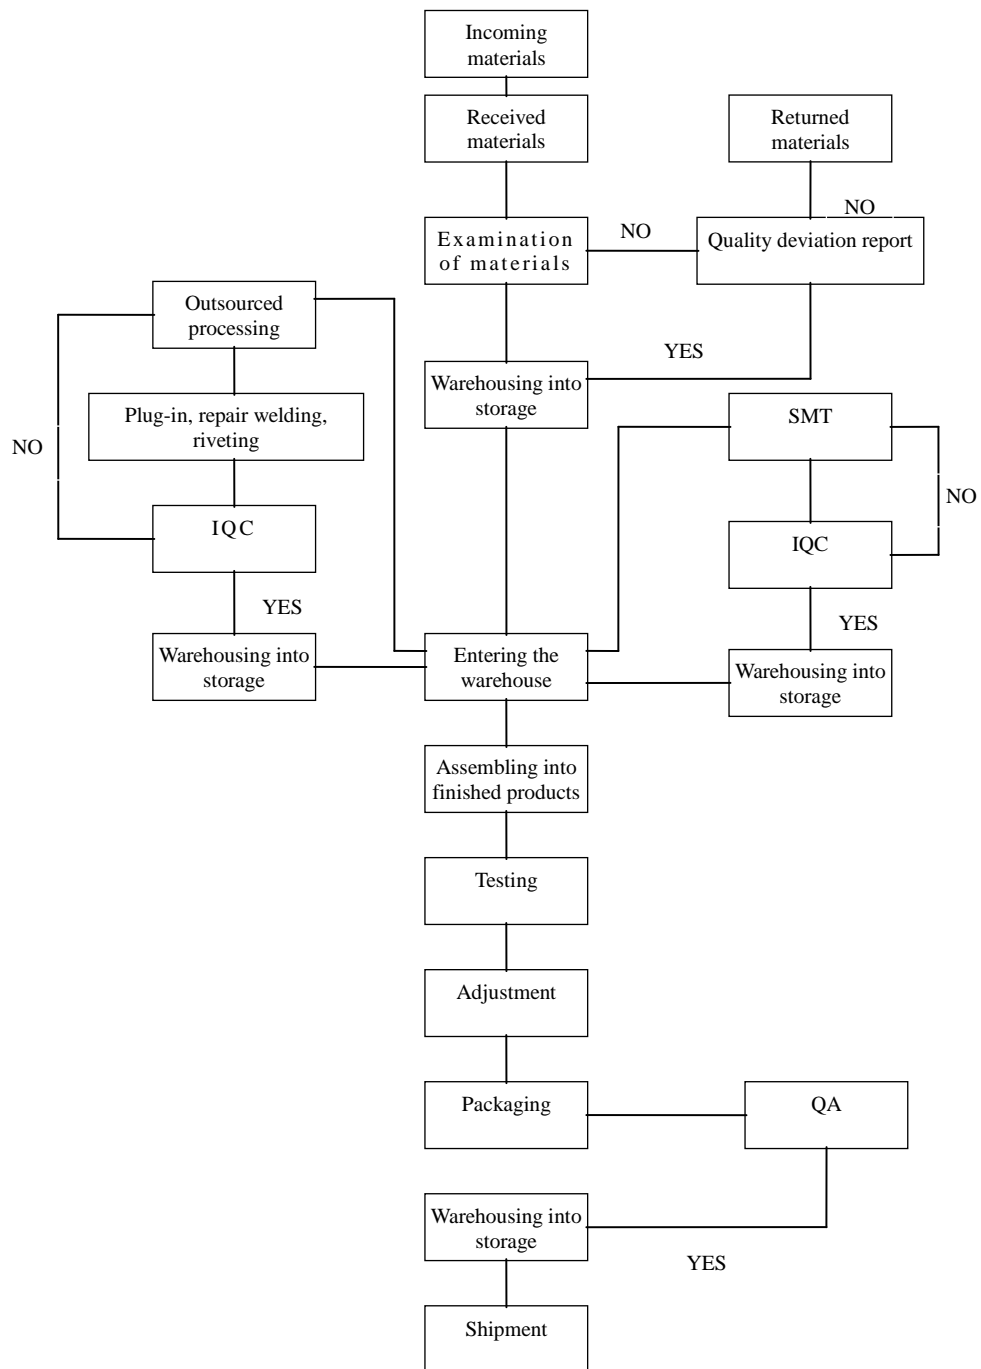 Incoming
materials
Received
materials
Returned
materials
NO
Examination
of materials
NO
Quality deviation report
Outsourced
processing
YES
Warehousing into
storage
Plug-in, repair welding,
riveting
SMT
NO
NO
IQC
IQC
YES
YES
Warehousing into
storage
Entering the
warehouse
Warehousing into
storage
Assembling into
finished products
Testing
Adjustment
Packaging
QA
Warehousing into
storage
YES
Shipment